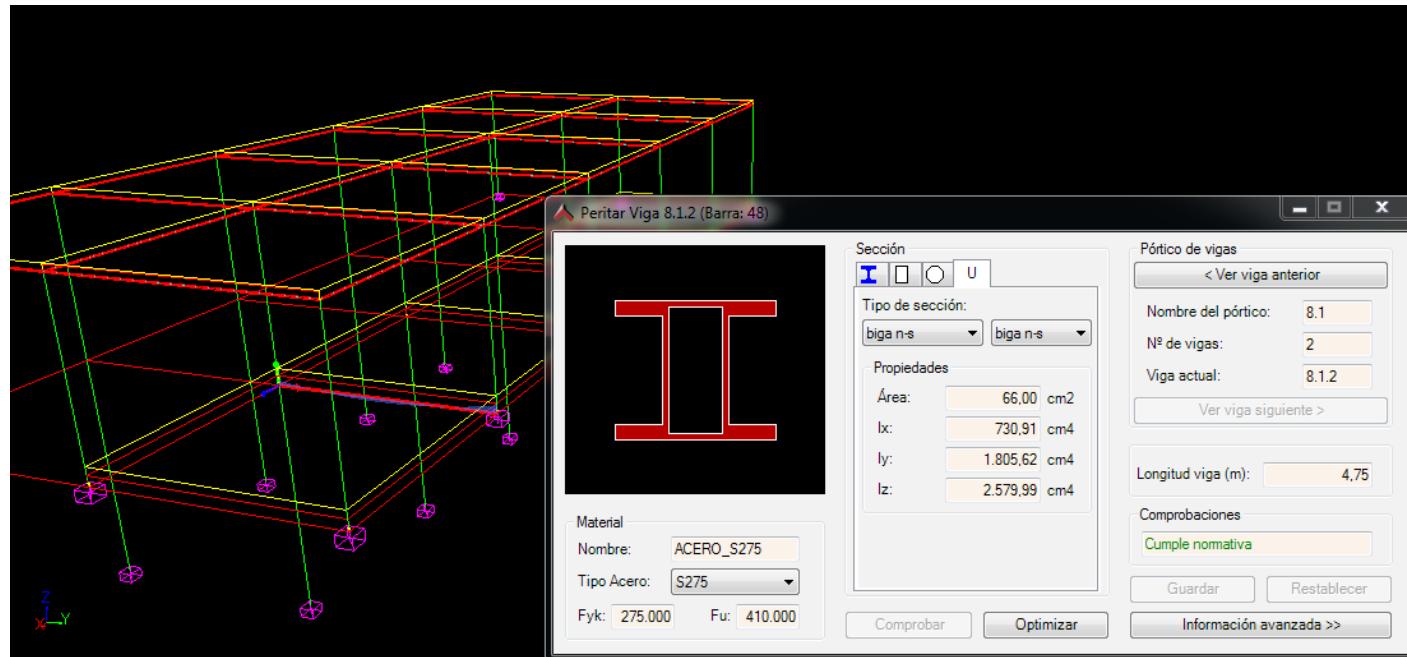 Peritar Viga 8.1.2 (Barra: 48)
Sección
U
Tipo de sección:
biga n-s biga n-s
Propiedades
Área: 66,00 cm2
Ix: 730,91 cm4
Iy: 1.805,62 cm4
Iz: 2.579,99 cm4
Comprobar Optimizar
Material
Nombre: ACERO_S275
Tipo Acero: S275
Fyk: 275.000 Fu: 410.000
Pórtico de vigas
< Ver viga anterior
Nombre del pórtico: 8.1
Nº de vigas: 2
Viga actual: 8.1.2
Ver viga siguiente >
Longitud viga (m): 4,75
Comprobaciones
Cumple normativa
Guardar Restablecer
Información avanzada >>
Z
X Y